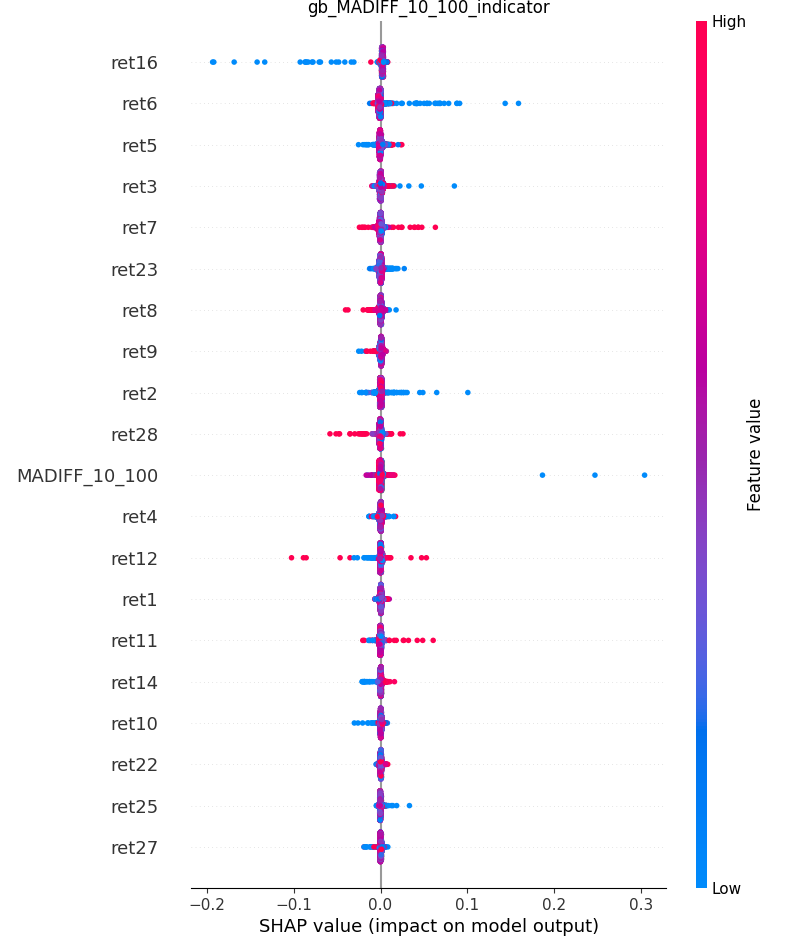 gb_MADIFF_10_100_indicator
High
ret16
ret6
ret5
ret3
ret7
ret23
ret8
ret9
ret2
ret28
MADIFF_10_100
ret4
ret12
ret1
ret11
ret14
ret10
ret22
ret25
ret27
Feature value
Low
−0.2
−0.1
0.0
0.1
0.2
0.3
SHAP value (impact on model output)